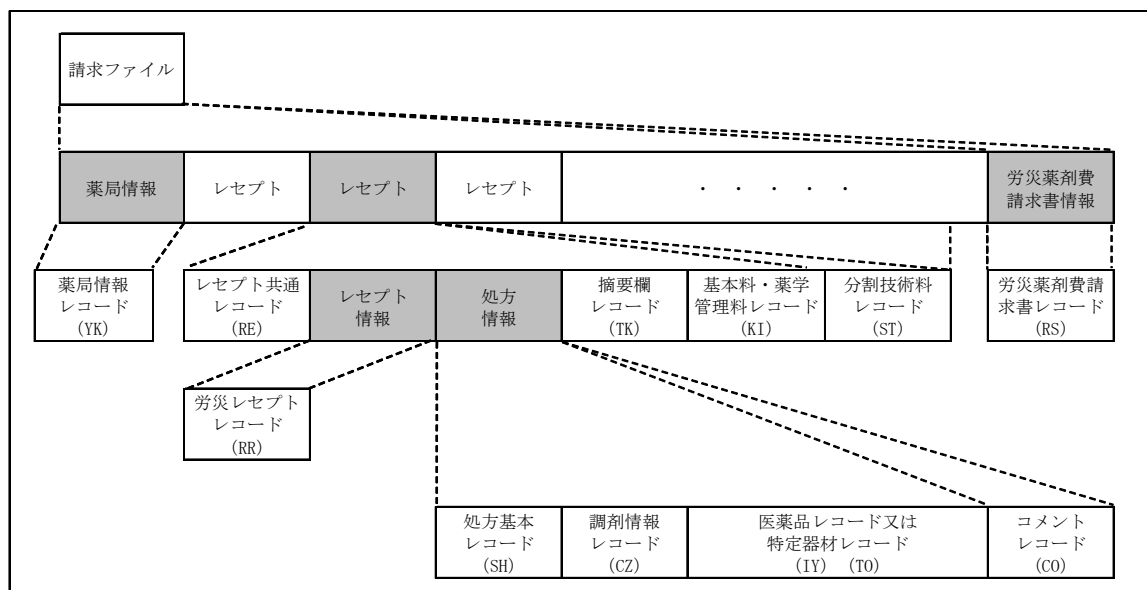 請求ファイル
薬局情報
レセプト
レセプト
レセプト
・ ・ ・ ・ ・
労災薬剤費
請求書情報
薬局情報
レコード
(YK)
レセプト共通
レコード
(RE)
レセプト
情報
処方
情報
摘要欄
レコード
(TK)
基本料・薬学
管理料レコード
(KI)
分割技術料
レコード
(ST)
労災薬剤費請
求書レコード
(RS)
労災レセプト
レコード
(RR)
処方基本
レコード
(SH)
調剤情報
レコード
(CZ)
医薬品レコード又は
特定器材レコード
(IY) (TO)
コメント
レコード
(CO)